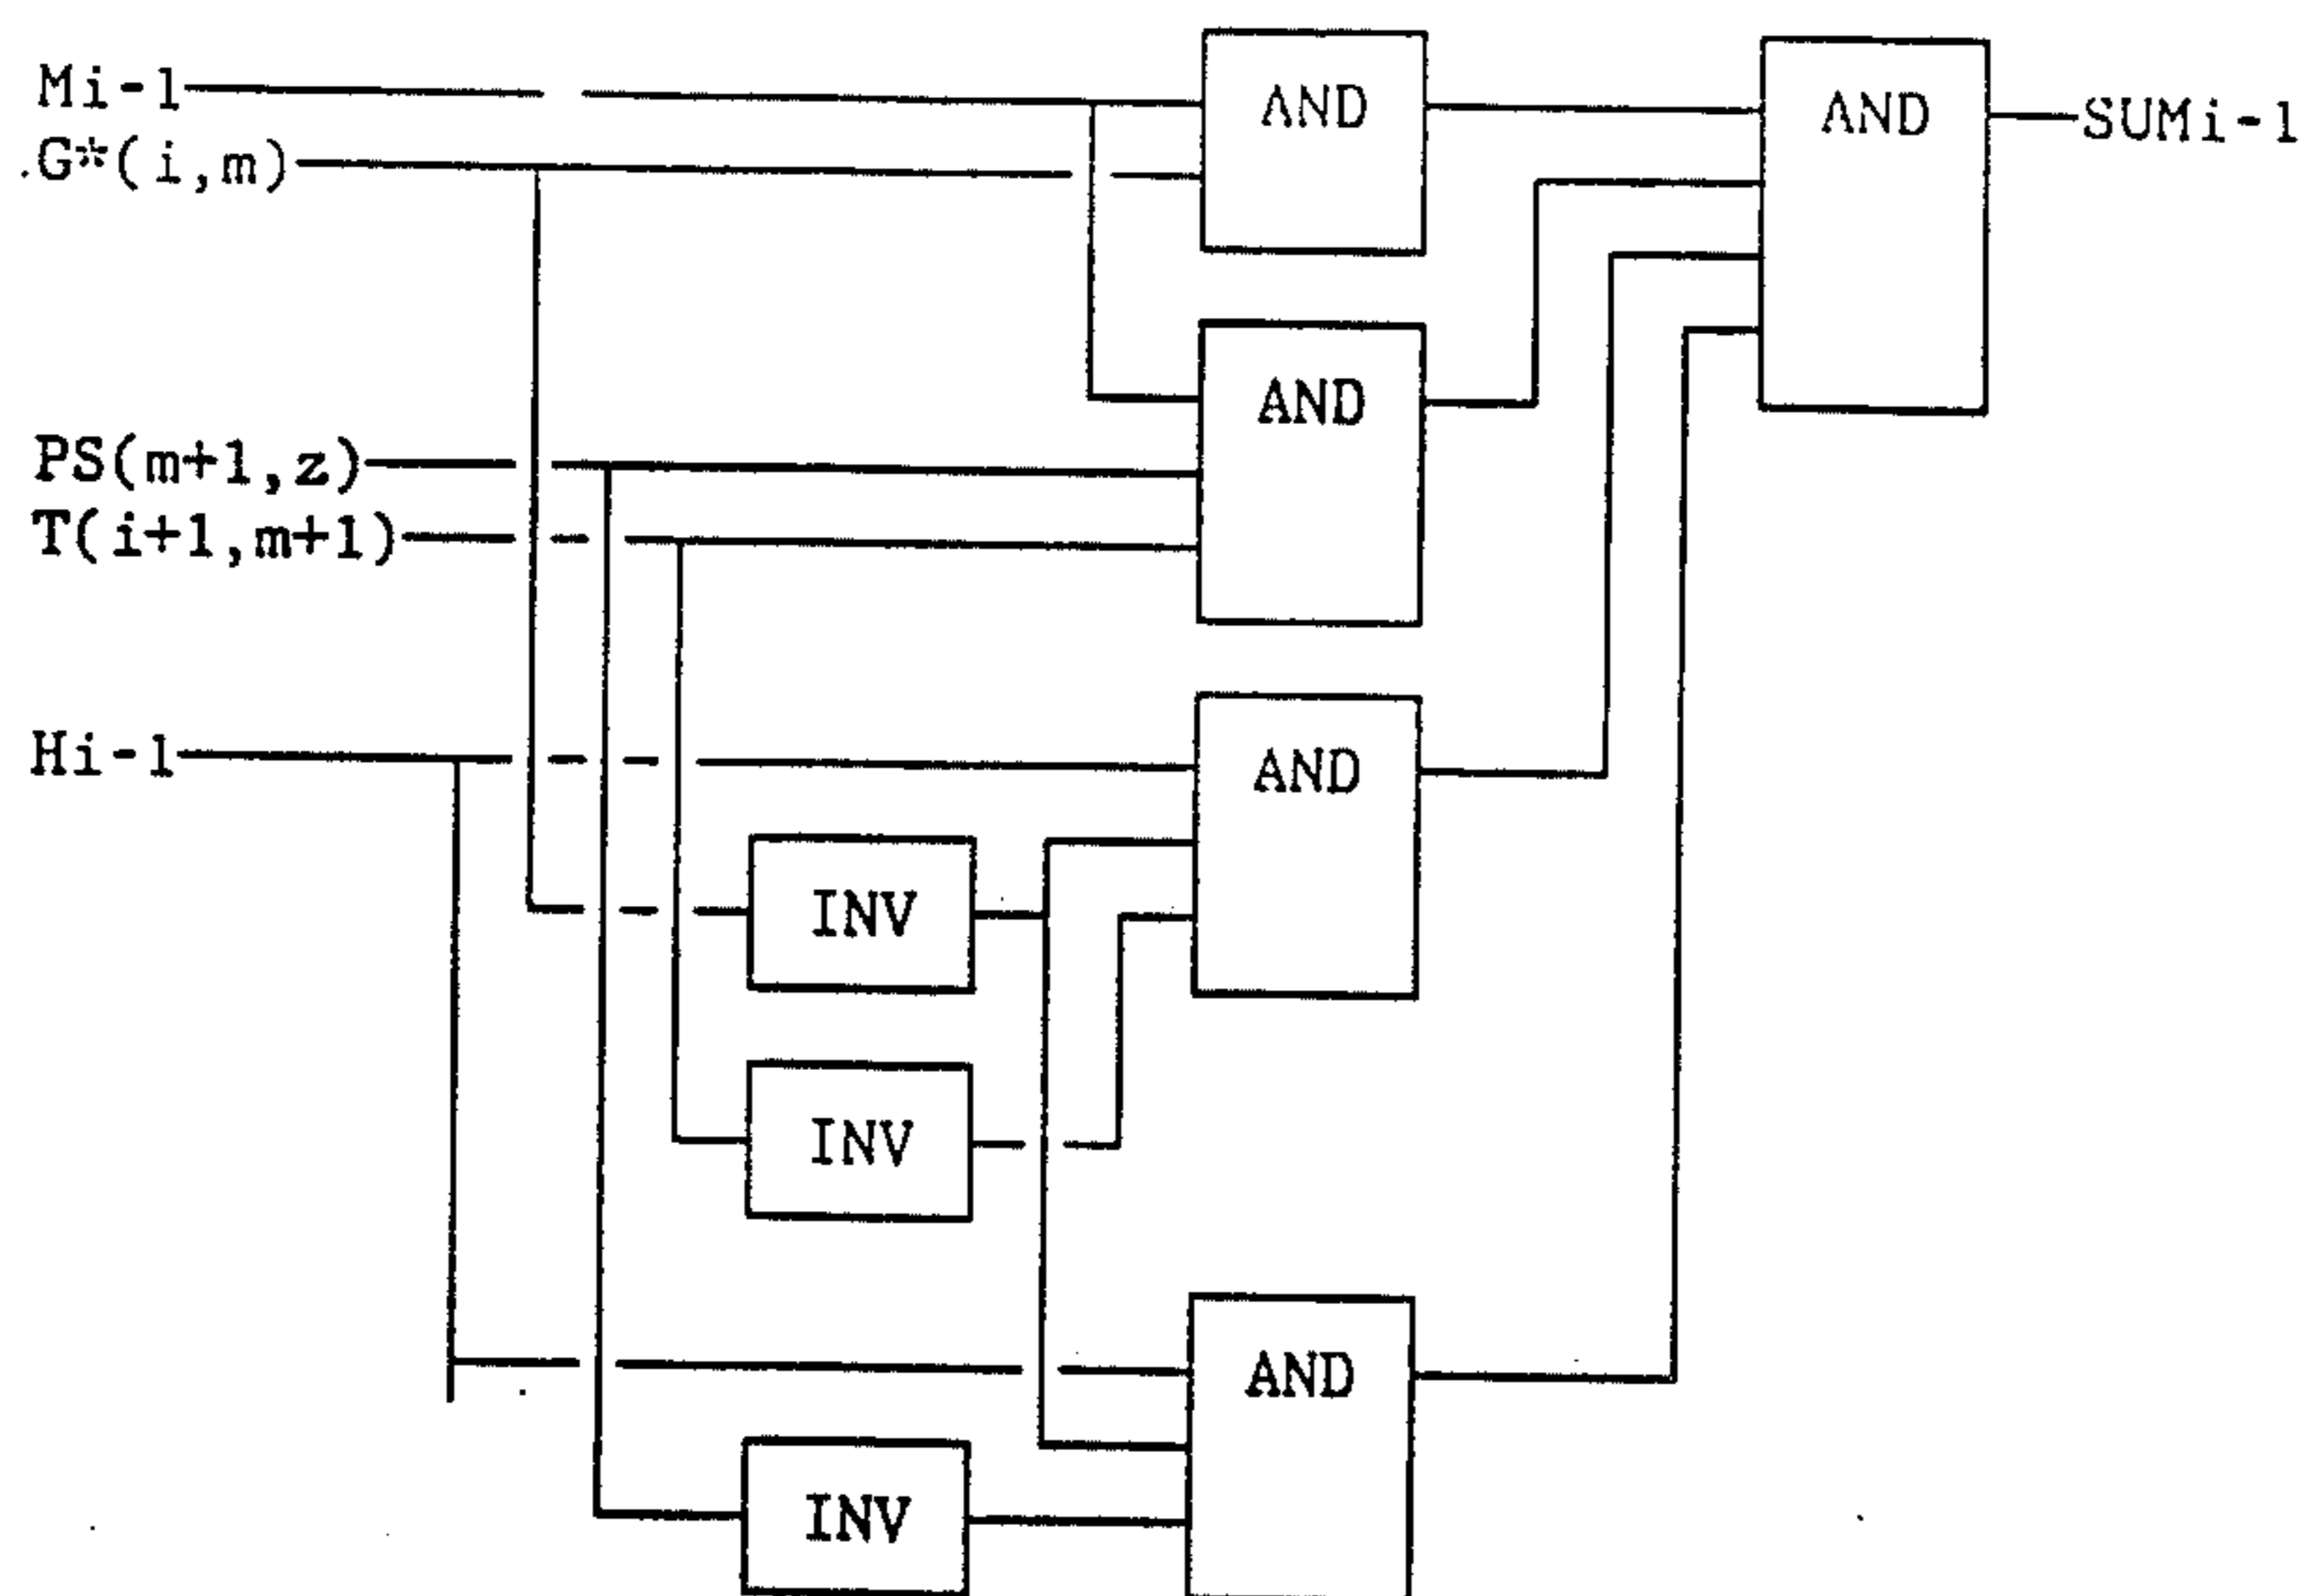 Mi-1
G*(i,m)
PS(m+1,z)
T(i+1,m+1)
Hi-1
AND
AND
AND
AND
AND
INV
INV
INV
SUMi-1